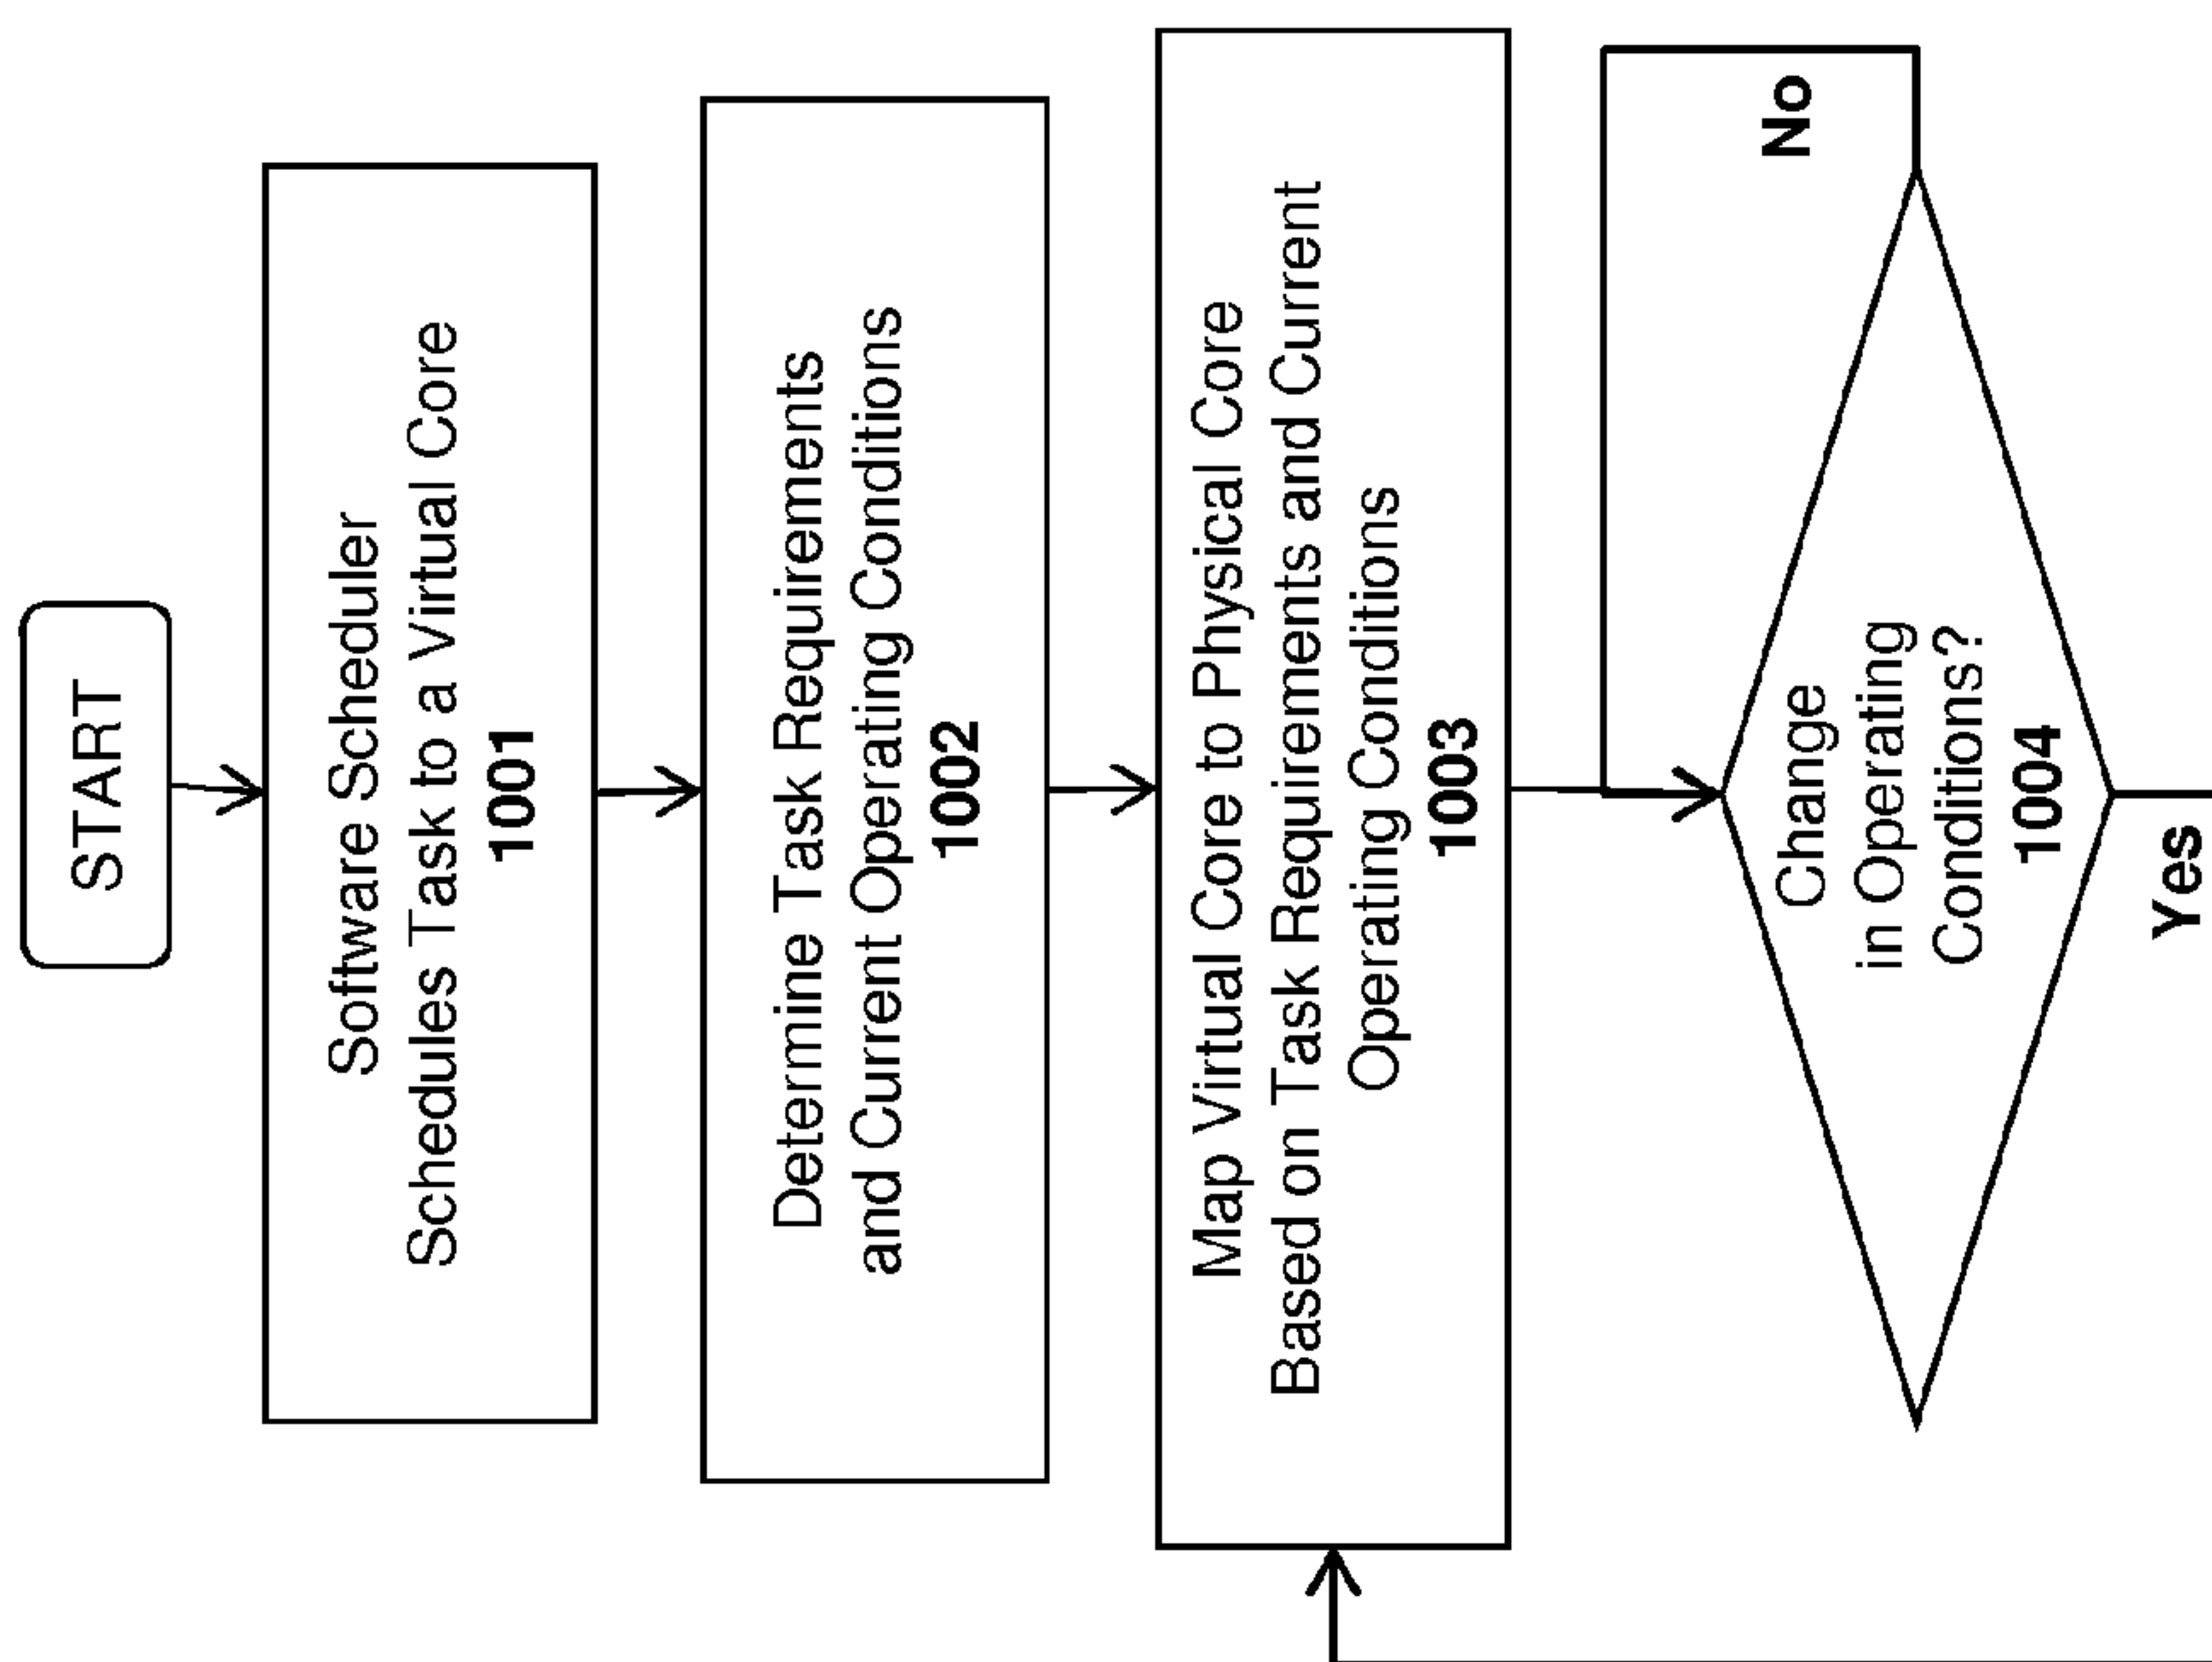 START
Software Scheduler
Schedules Task to a Virtual Core
1001
Determine Task Requirements
and Current Operating Conditions
1002
Map Virtual Core to Physical Core
Based on Task Requirements and Current
Operating Conditions
1003
No
Change
in Operating
Conditions?
1004
Yes